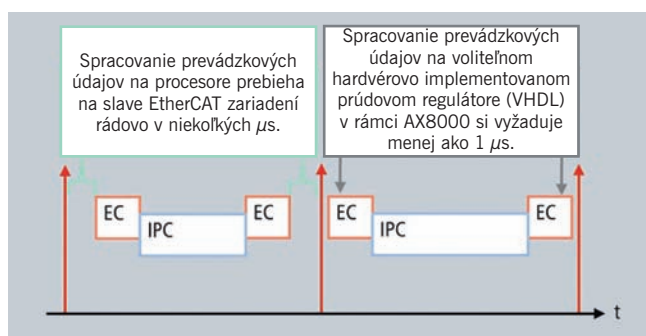 Spracovanie prevádzkových
údajov na procesore prebieha
na slave EtherCAT zariadení
rádovo v niekoľkých µs.
Spracovanie prevádzkových
údajov na voliteľnom
hardvérovo implementovanom
prúdovom regulátore (VHDL)
v rámci AX8000 si vyžaduje
menej ako 1 µs.
EC
IPC
EC
EC
IPC
EC
t